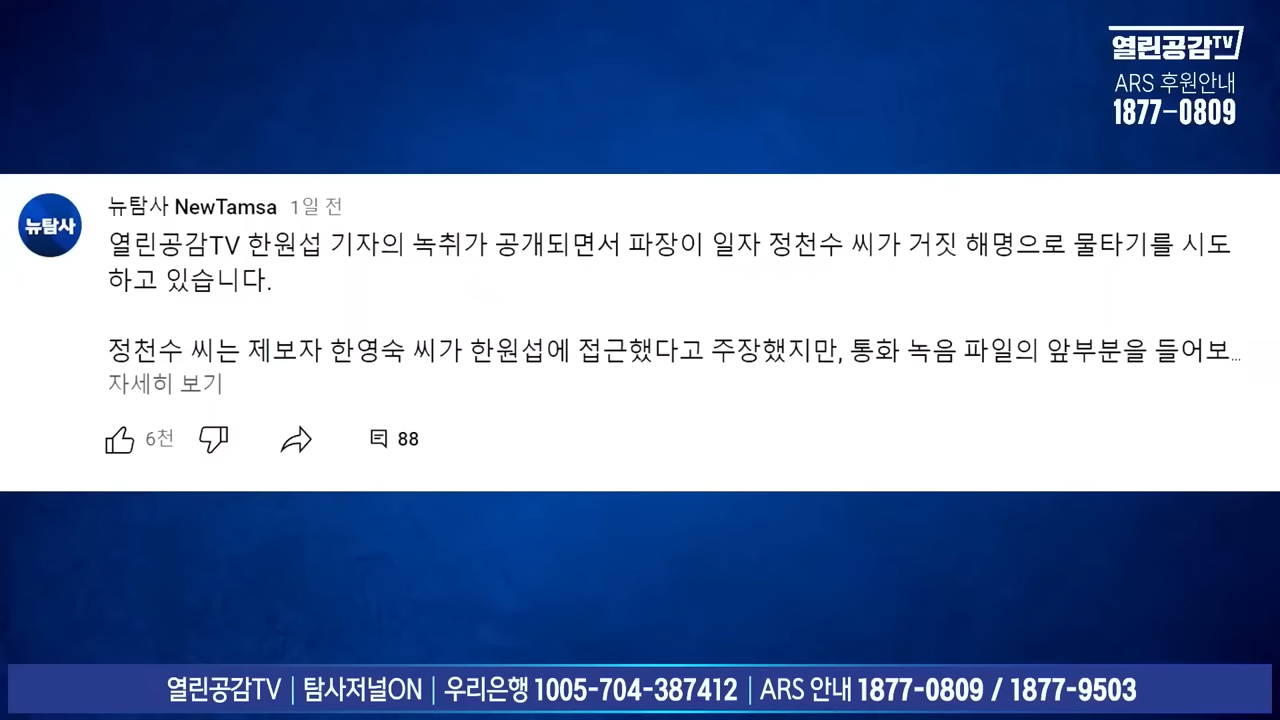 열린공감TV
ARS 후원안내
1877-0809
뉴탐사
뉴탐사 NewTamsa 1일 전
열린공감TV 한원섭 기자의 녹취가 공개되면서 파장이 일자 정천수 씨가 거짓 해명으로 물타기를 시도
하고 있습니다.
정천수 씨는 제보자 한영숙 씨가 한원섭에 접근했다고 주장했지만, 통화 녹음 파일의 앞부분을 들어보...
자세히 보기
6천 88
열린공감TV | 탐사저널ON | 우리은행 1005-704-387412 | ARS 안내 1877-0809 / 1877-9503